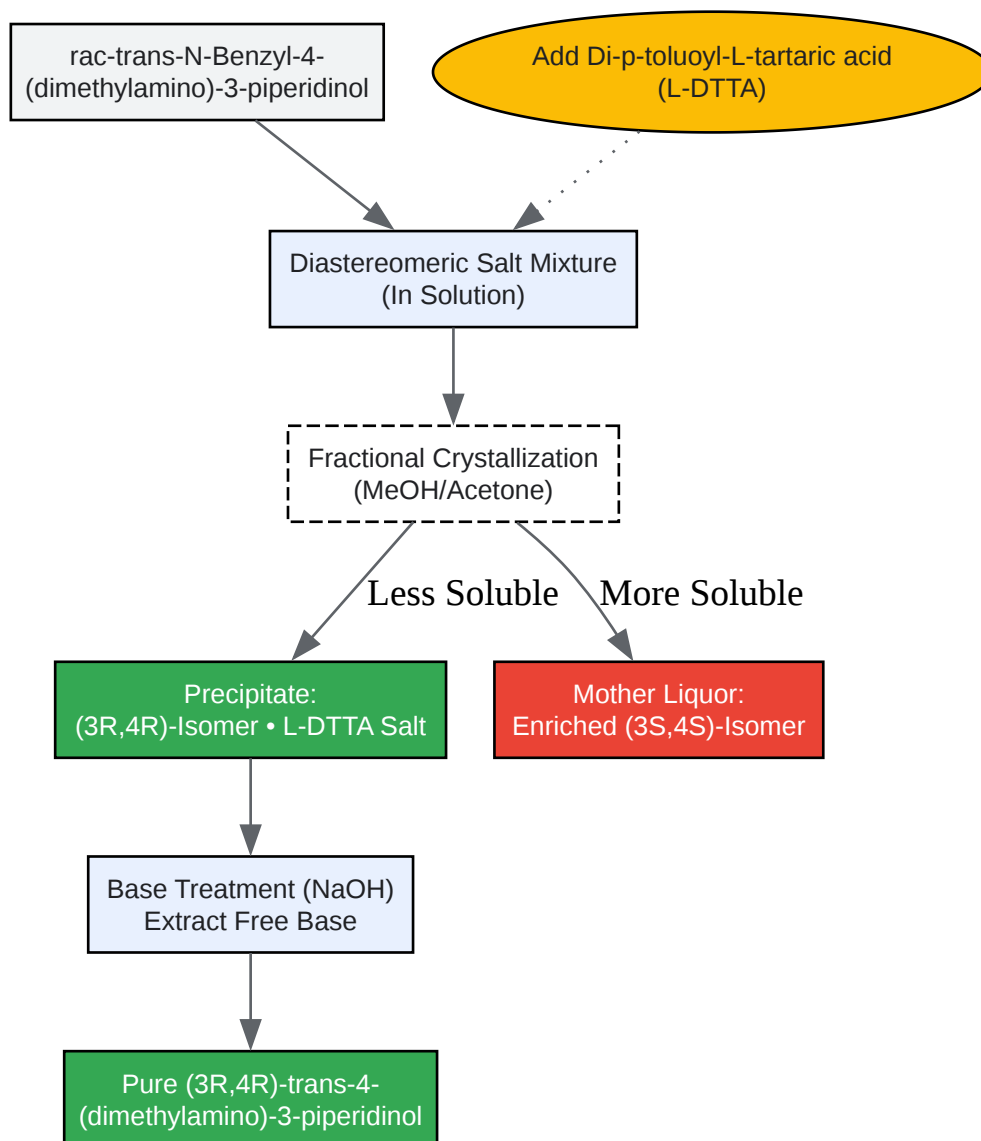 rac-trans-N-Benzyl-4-
(dimethylamino)-3-piperidinol
Add Di-p-toluoyl-L-tartaric acid
(L-DTTA)
Diastereomeric Salt Mixture
(In Solution)
Fractional Crystallization
(MeOH/Acetone)
Less Soluble
More Soluble
Precipitate:
(3R,4R)-Isomer • L-DTTA Salt
Mother Liquor:
Enriched (3S,4S)-Isomer
Base Treatment (NaOH)
Extract Free Base
Pure (3R,4R)-trans-4-
(dimethylamino)-3-piperidinol